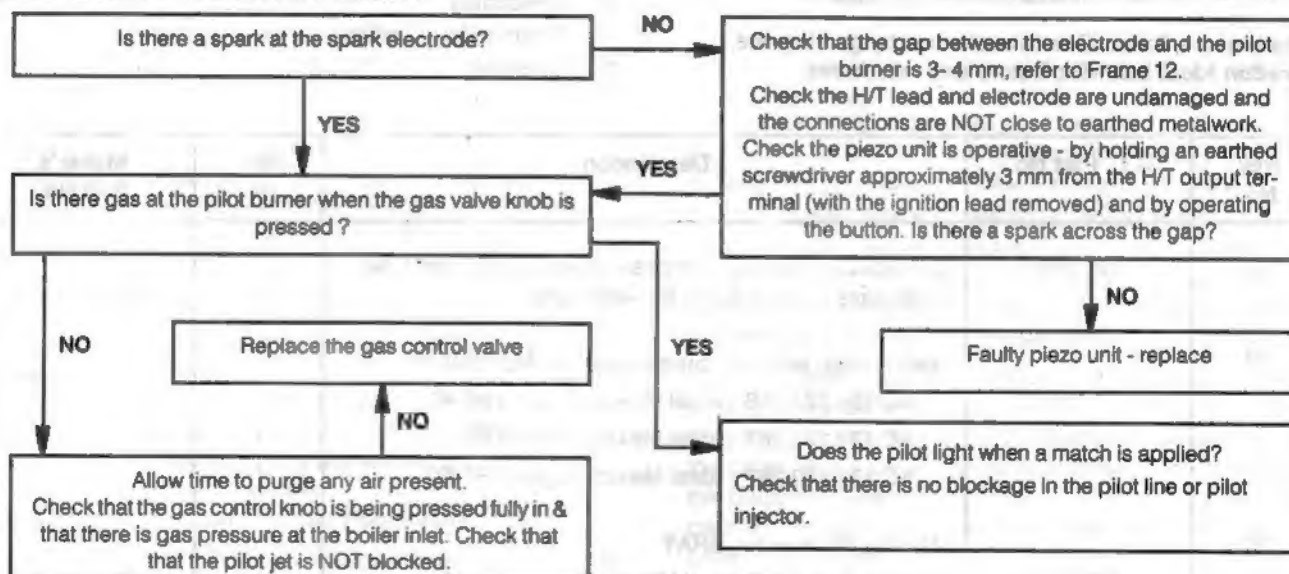 Is there a spark at the spark electrode?
NO
Check that the gap between the electrode and the pilot
burner is 3- 4 mm, refer to Frame 12.
Check the H/T lead and electrode are undamaged and
the connections are NOT close to earthed metalwork.
Check the piezo unit is operative - by holding an earthed
screwdriver approximately 3 mm from the H/T output ter-
minal (with the ignition lead removed) and by operating
the button. Is there a spark across the gap?
YES
YES
Is there gas at the pilot burner when the gas valve knob is
pressed ?
NO
Replace the gas control valve
YES
NO
Faulty piezo unit - replace
NO
Allow time to purge any air present.
Check that the gas control knob is being pressed fully in &
that there is gas pressure at the boiler inlet. Check that
that the pilot jet is NOT blocked.
Does the pilot light when a match is applied?
Check that there is no blockage in the pilot line or pilot
injector.